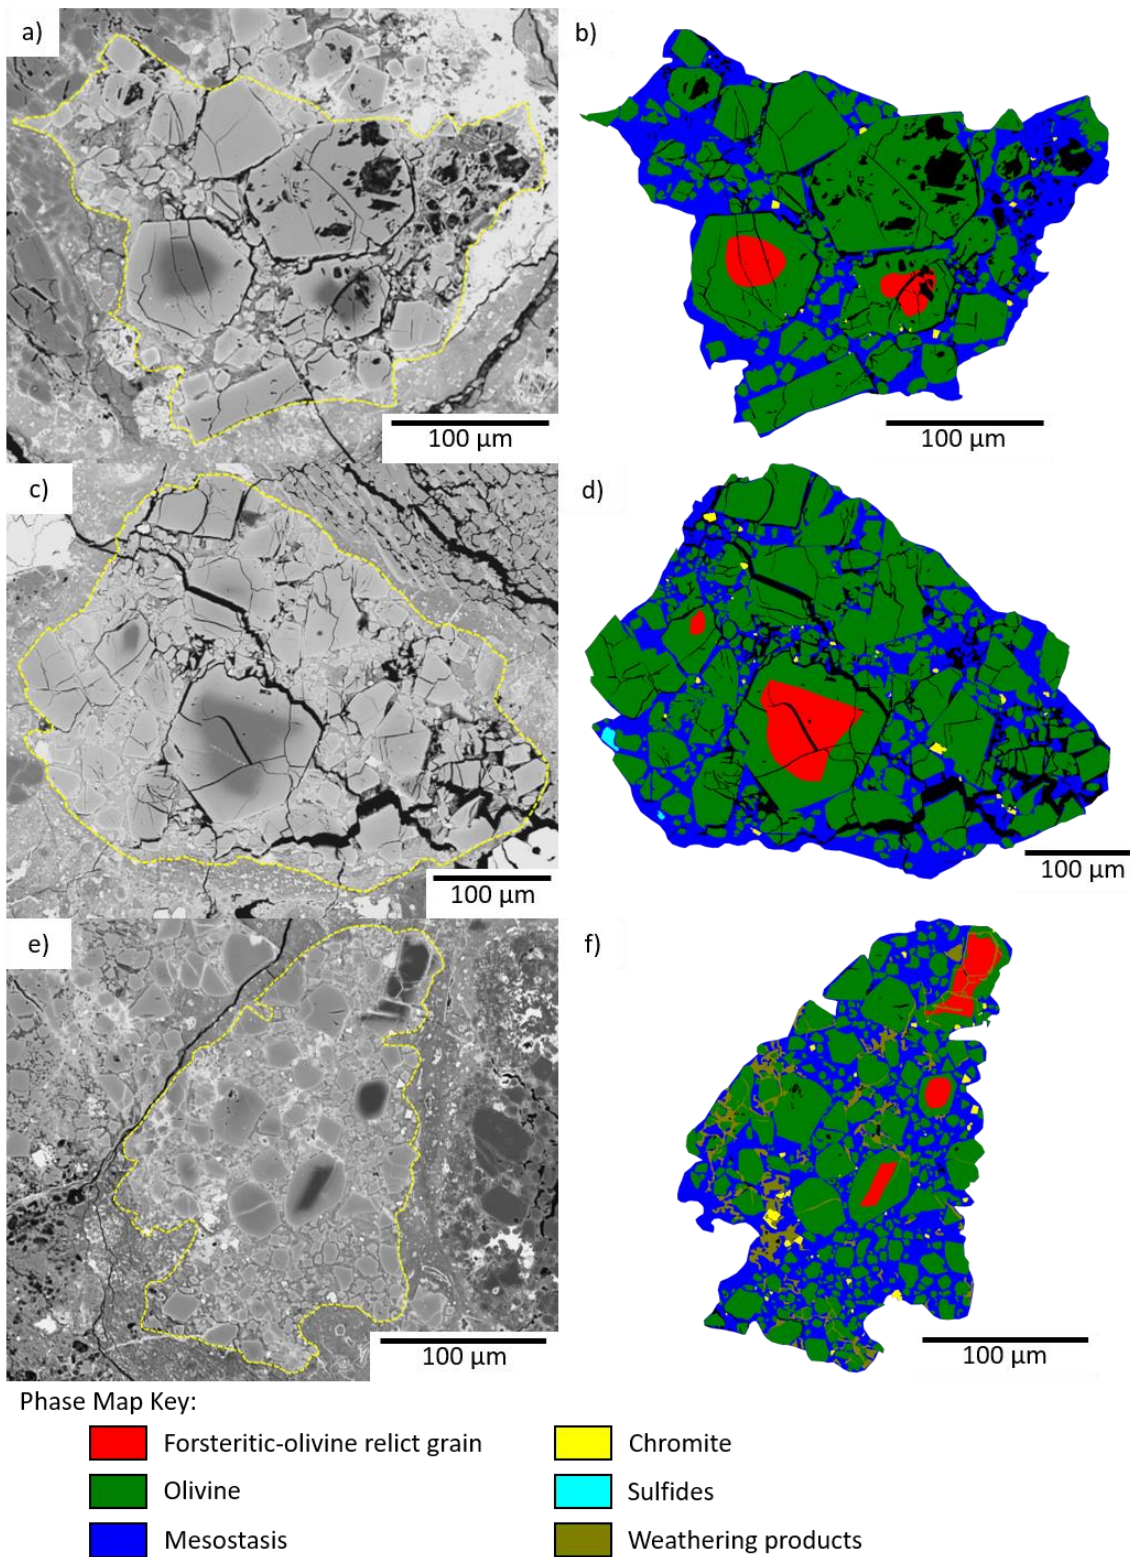 a)
b)
100 µm
100 µm
c)
d)
100 µm
100 µm
e)
f)
100 µm
100 µm
Phase Map Key:
Forsteritic-olivine relict grain
Chromite
Olivine
Sulfides
Mesostasis
Weathering products